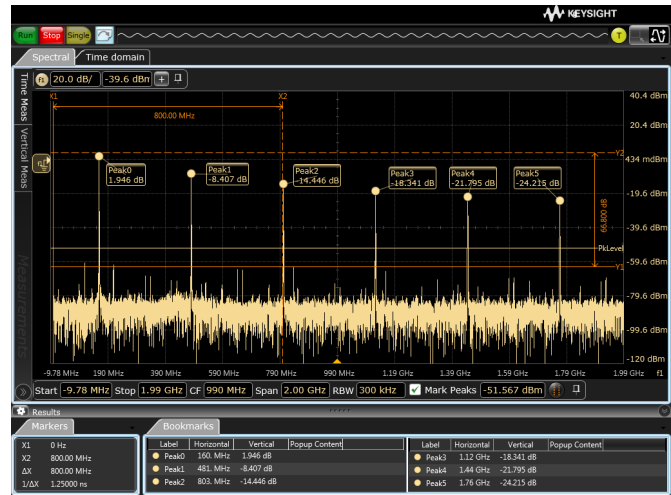 KEYSIGHT
Run Stop Single T
Spectral Time domain
f1 20.0 dB/ -39.6 dBm +
Time Meas
Vertical Meas
Measurements
X1 X2 40.4 dBm
800.00 MHz
20.4 dBm
Y2
434 mdBm
Peak0
1.946 dB
Peak1
-8.407 dB
Peak2
-14.446 dB
Peak3
-18.341 dB
Peak4
-21.795 dB
Peak5
-24.215 dB
-19.6 dBm
66.800 dB
-39.6 dBm
PkLevel
-59.6 dBm
Y1
-79.6 dBm
-99.6 dBm
-120 dBm
-9.78 MHz 190 MHz 390 MHz 590 MHz 790 MHz 990 MHz 1.19 GHz 1.39 GHz 1.59 GHz 1.79 GHz 1.99 GHz f1
Start -9.78 MHz Stop 1.99 GHz CF 990 MHz Span 2.00 GHz RBW 300 kHz Mark Peaks -51.567 dBm
Results
Markers Bookmarks
X1 0 Hz
X2 800.00 MHz
ΔX 800.00 MHz
1/ΔX 1.25000 ns
Label Horizontal Vertical Popup Content
Peak0 160. MHz 1.946 dB
Peak1 481. MHz -8.407 dB
Peak2 803. MHz -14.446 dB
Label Horizontal Vertical Popup Content
Peak3 1.12 GHz -18.341 dB
Peak4 1.44 GHz -21.795 dB
Peak5 1.76 GHz -24.215 dB